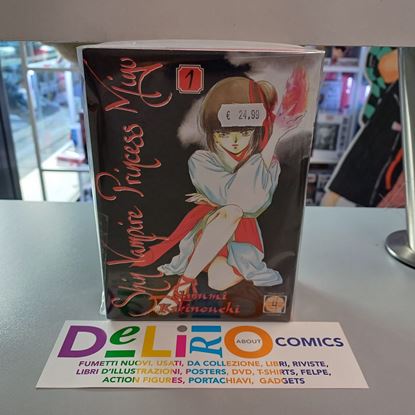 Shin Vampire Princess Miyu
1
€ 24,99
Narumi
Kakinouchi
DeLiRiO ABOUT COMICS
FUMETTI NUOVI, USATI, DA COLLEZIONE, LIBRI, RIVISTE,
LIBRI D'ILLUSTRAZIONI, POSTERS, DVD, T-SHIRTS, FELPE,
ACTION FIGURES, PORTACHIAVI, GADGETS